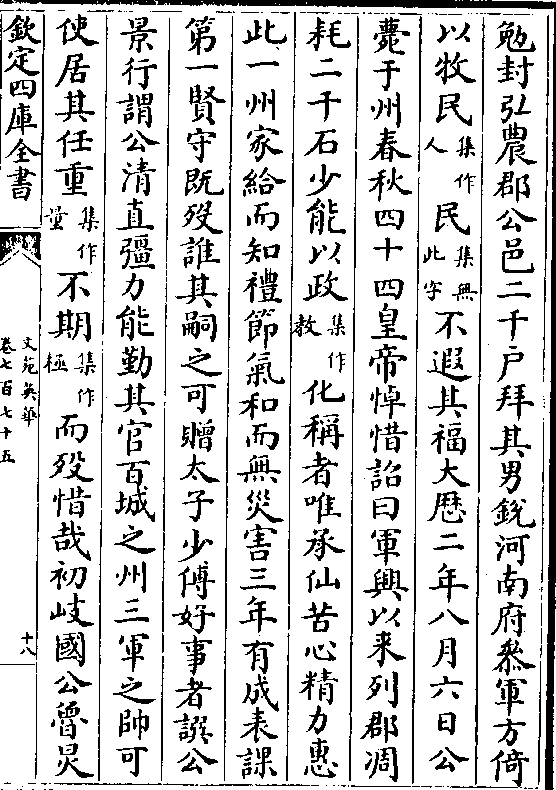 勉封弘農郡公邑二千戸拜其男銳河南府叅軍方倚
以牧民集作人民集無此字不遐其福大厯二年八月六日公
薨于州春秋四十四皇帝悼惜詔曰軍興以来列郡凋
耗二千石少能以政集作教化稱者唯承仙苦心精力惠
此一州家給而知禮節氣和而無災害三年有成表課
第一賢守既歿誰其嗣之可贈太子少傅好事者譔公
景行謂公清直彊力能勤其官百城之州三軍之帥可
使居其任重集作量不期集作極而歿惜哉初岐國公魯炅
欽定四庫全書
文苑英華
卷七百七十五
十八